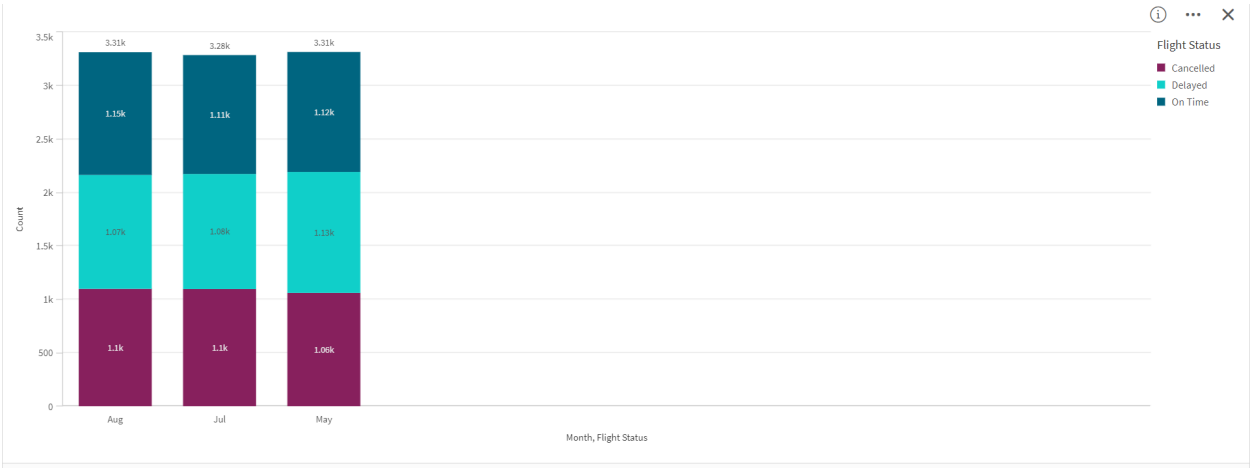 Flight Status
Cancelled
Delayed
On Time
3.5k
3k
2.5k
2k
1.5k
1k
500
0
Count
3.31k
3.28k
3.31k
1.15k
1.11k
1.12k
1.07k
1.08k
1.13k
1.1k
1.1k
1.06k
Aug
Jul
May
Month, Flight Status